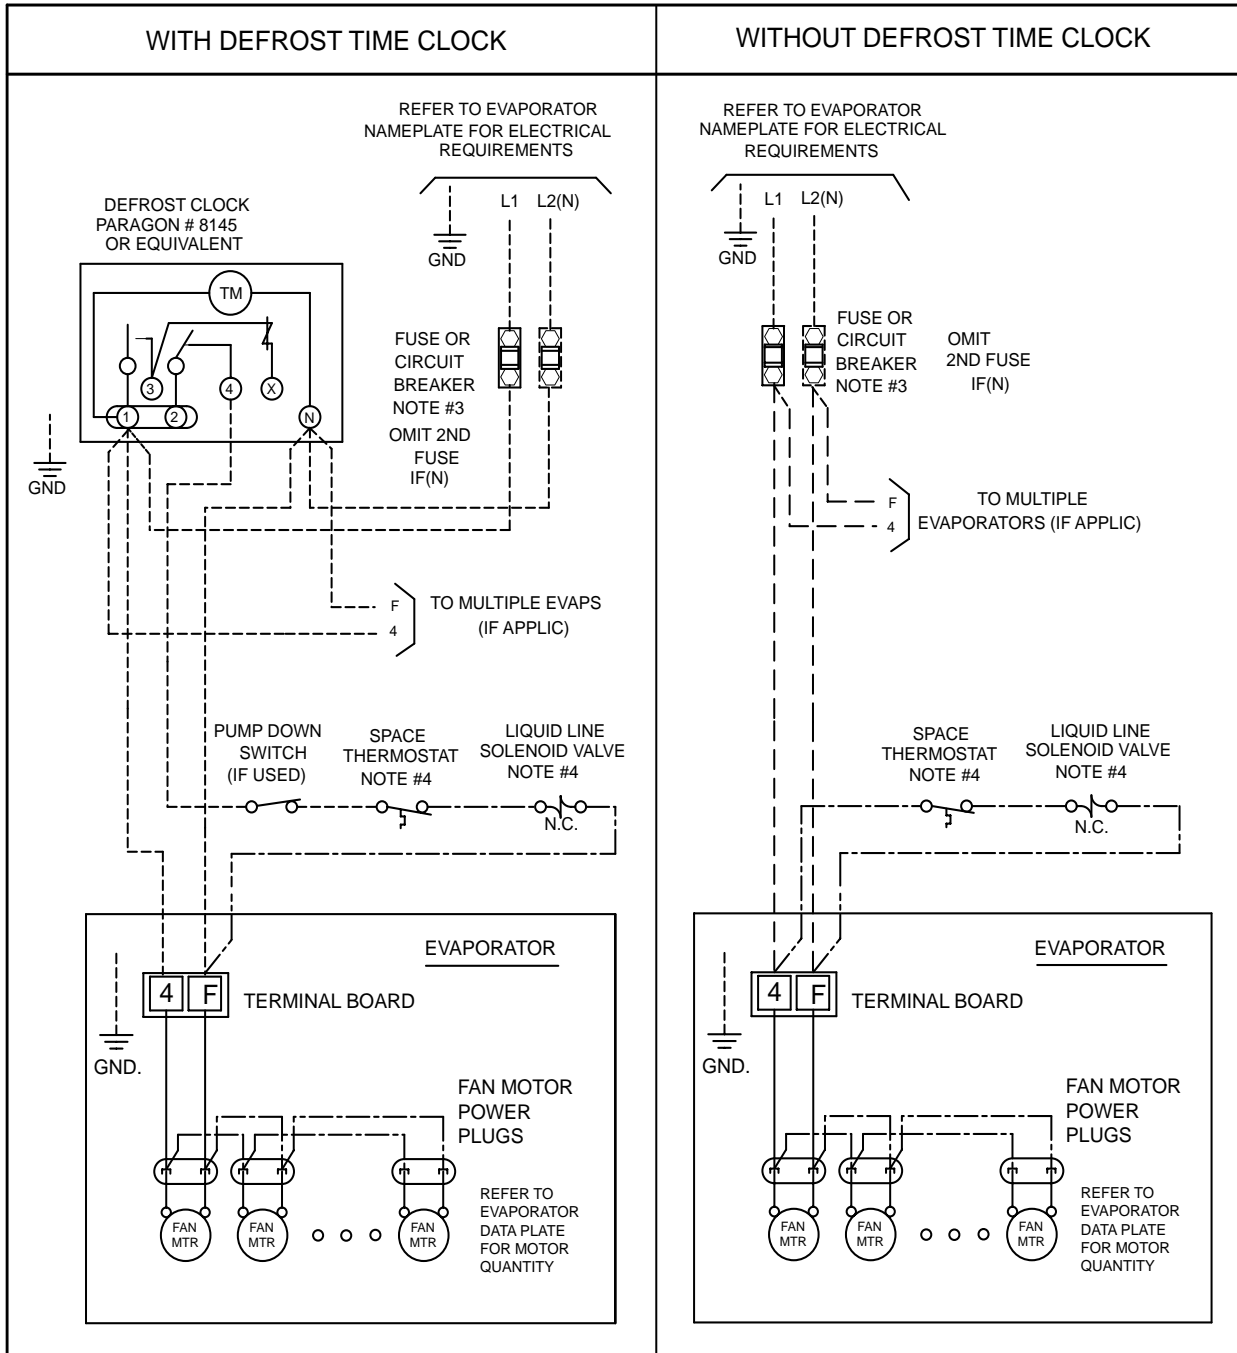 WITH DEFROST TIME CLOCK
REFER TO EVAPORATOR
NAMEPLATE FOR ELECTRICAL
REQUIREMENTS
L1 L2(N)
GND
DEFROST CLOCK
PARAGON # 8145
OR EQUIVALENT
TM
3 4 X
1 2 N
GND
FUSE OR
CIRCUIT
BREAKER
NOTE #3
OMIT 2ND
FUSE
IF(N)
F
4
TO MULTIPLE EVAPS
(IF APPLIC)
PUMP DOWN
SWITCH
(IF USED)
SPACE
THERMOSTAT
NOTE #4
LIQUID LINE
SOLENOID VALVE
NOTE #4
N.C.
EVAPORATOR
4 F
TERMINAL BOARD
GND.
FAN MOTOR
POWER
PLUGS
FAN
MTR
FAN
MTR
FAN
MTR
REFER TO
EVAPORATOR
DATA PLATE
FOR MOTOR
QUANTITY
WITHOUT DEFROST TIME CLOCK
REFER TO EVAPORATOR
NAMEPLATE FOR ELECTRICAL
REQUIREMENTS
L1 L2(N)
GND
FUSE OR
CIRCUIT
BREAKER
NOTE #3
OMIT
2ND FUSE
IF(N)
F
4
TO MULTIPLE
EVAPORATORS (IF APPLIC)
SPACE
THERMOSTAT
NOTE #4
LIQUID LINE
SOLENOID VALVE
NOTE #4
N.C.
EVAPORATOR
4 F
TERMINAL BOARD
GND.
FAN MOTOR
POWER
PLUGS
FAN
MTR
FAN
MTR
FAN
MTR
REFER TO
EVAPORATOR
DATA PLATE
FOR MOTOR
QUANTITY